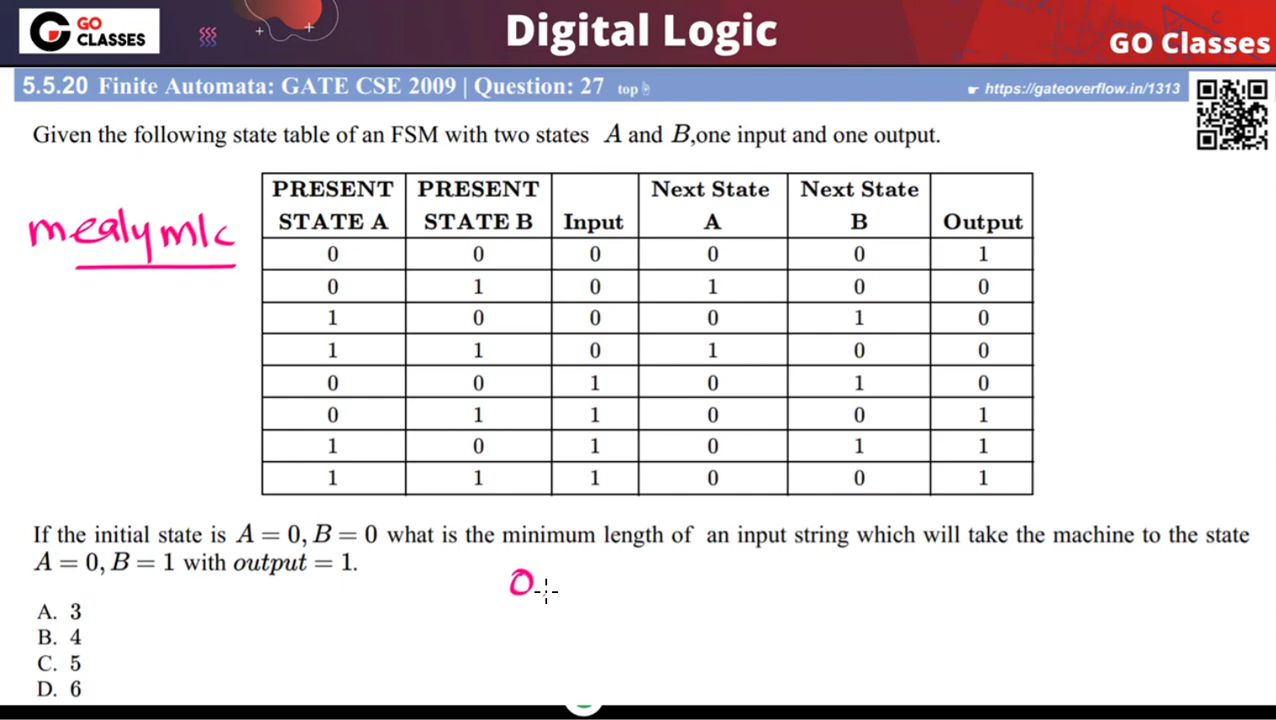 GO CLASSES
Digital Logic
GO Classes
5.5.20 Finite Automata: GATE CSE 2009 | Question: 27 top☝
☛ https://gateoverflow.in/1313
Given the following state table of an FSM with two states A and B,one input and one output.
mealy m/c
PRESENT STATE A PRESENT STATE B Input Next State A Next State B Output
0 0 0 0 0 1
0 1 0 1 0 0
1 0 0 0 1 0
1 1 0 1 0 0
0 0 1 0 1 0
0 1 1 0 0 1
1 0 1 0 1 1
1 1 1 0 0 1
If the initial state is A = 0, B = 0 what is the minimum length of an input string which will take the machine to the state
A = 0, B = 1 with output = 1.
0
A. 3
B. 4
C. 5
D. 6